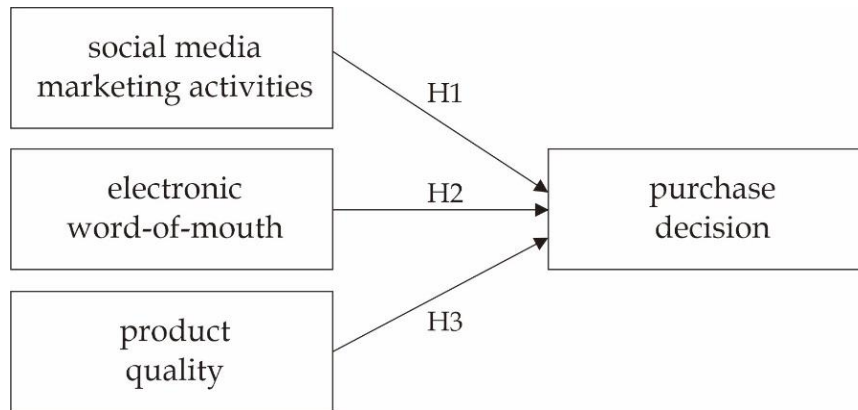 social media
marketing activities
H1
electronic
word-of-mouth
H2
purchase
decision
product
quality
H3